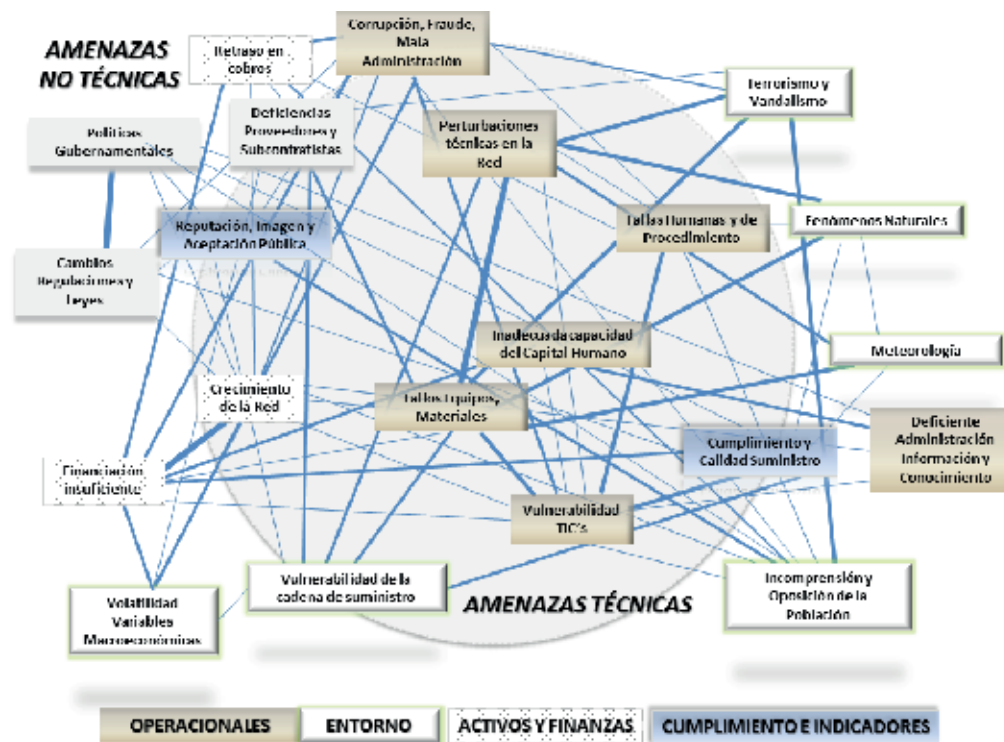 AMENAZAS
NO TÉCNICAS
Retraso en
cobros
Corrupción, Fraude,
Mala
Administración
Terrorismo y
Vandalismo
Políticas
Gubernamentales
Deficiencias
Proveedores y
Subcontratistas
Perturbaciones
técnicas en la
Red
Reputación, Imagen y
Aceptación Pública
Fallas Humanas y de
Procedimiento
Fenómenos Naturales
Cambios
Regulaciones y
Leyes
Inadecuada capacidad
del Capital Humano
Meteorología
Crecimiento
de la Red
Fallos Equipos,
Materiales
Cumplimiento y
Calidad Suministro
Deficiente
Administración
Información y
Conocimiento
Financiación
insuficiente
Vulnerabilidad
TIC's
Vulnerabilidad de la
cadena de suministro
Incomprensión y
Oposición de la
Población
Volatilidad
Variables
Macroeconómicas
AMENAZAS TÉCNICAS
OPERACIONALES
ENTORNO
ACTIVOS Y FINANZAS
CUMPLIMIENTO E INDICADORES